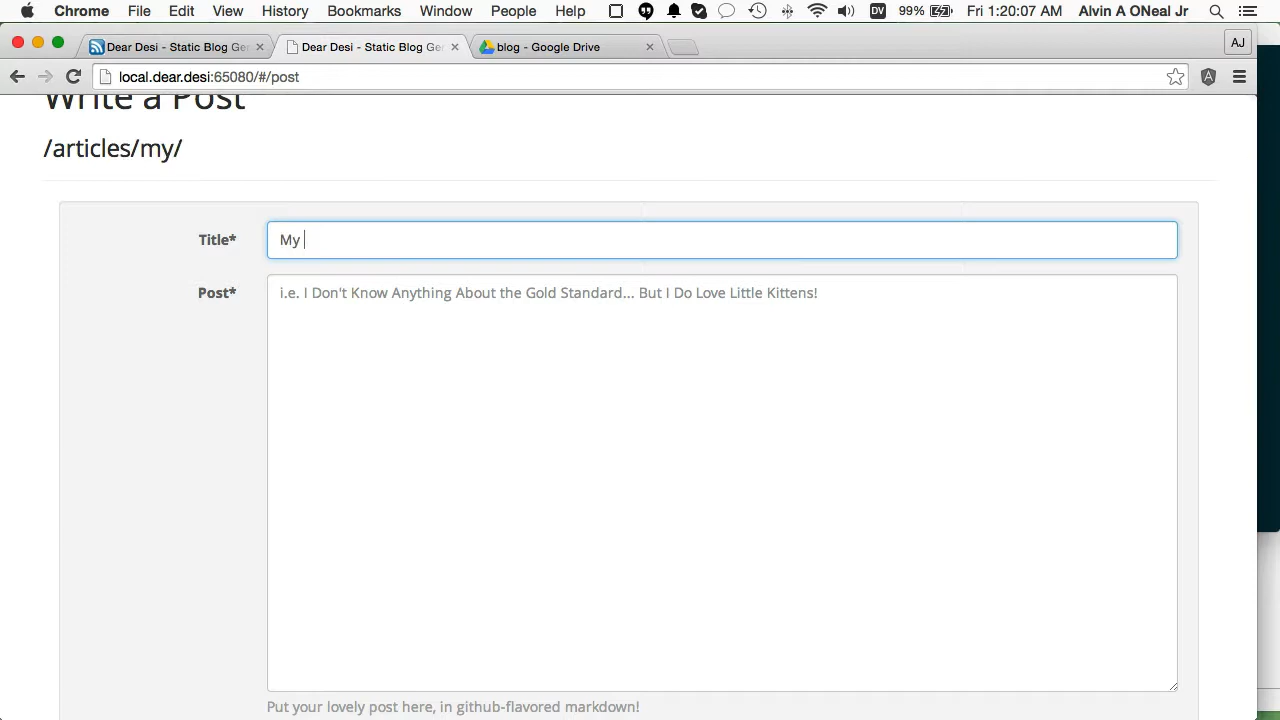 Chrome File Edit View History Bookmarks Window People Help DV 99% Fri 1:20:07 AM Alvin A ONeal Jr
Dear Desi - Static Blog Ger Dear Desi - Static Blog Ger blog - Google Drive AJ
local.dear.desi:65080/#/post
Write a Post
/articles/my/
Title* My
Post* i.e. I Don't Know Anything About the Gold Standard... But I Do Love Little Kittens!
Put your lovely post here, in github-flavored markdown!